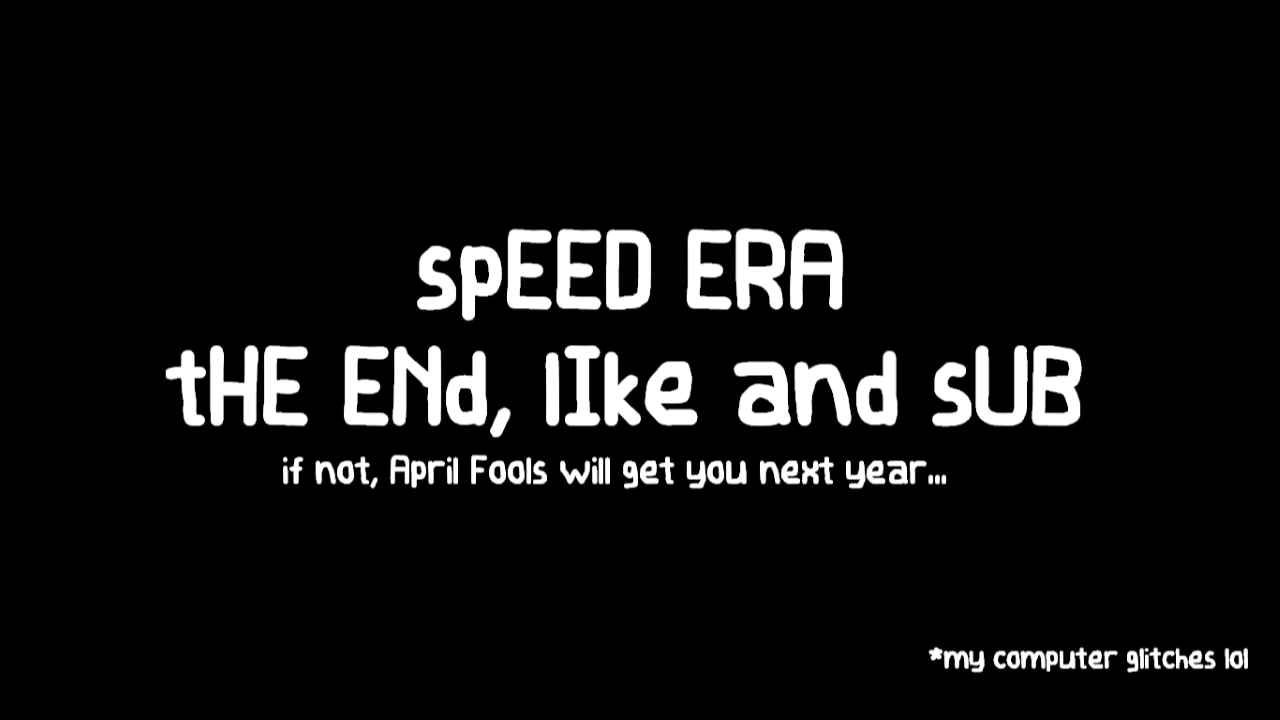 spEED ERA
tHE ENd, lIke and sUB
if not, April Fools will get you next year...
*my computer glitches lol